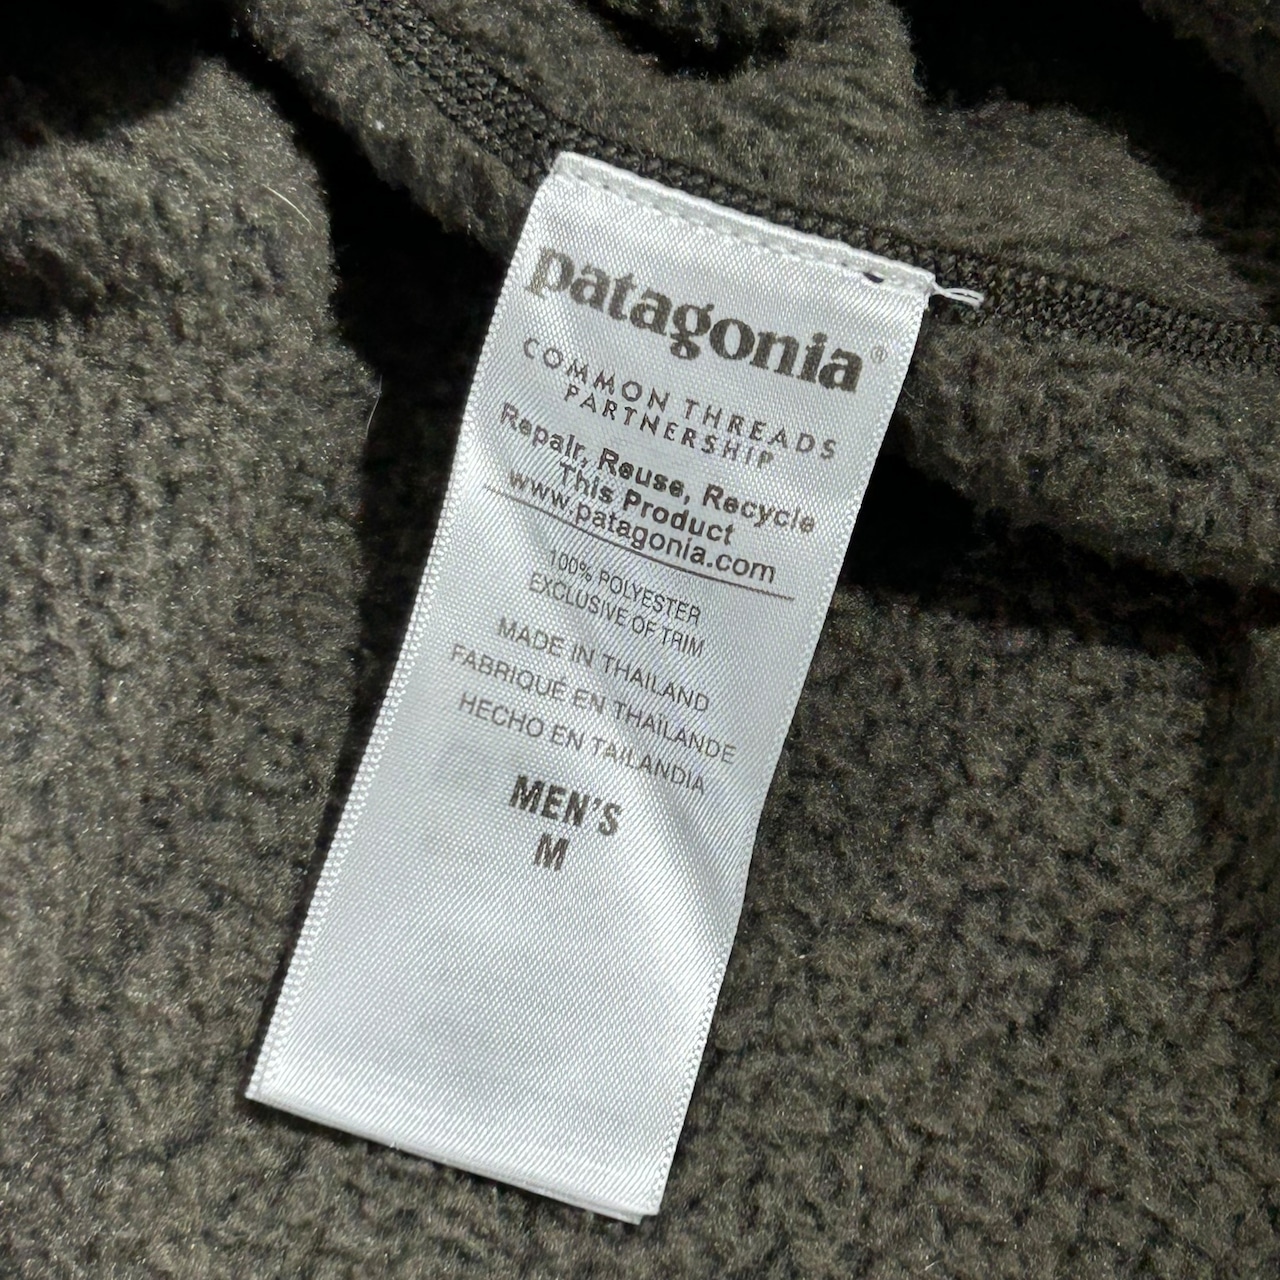 patagonia®
COMMON THREADS
PARTNERSHIP
Repair, Reuse, Recycle
This Product
www.patagonia.com
100% POLYESTER
EXCLUSIVE OF TRIM
MADE IN THAILAND
FABRIQUÉ EN THAILANDE
HECHO EN TAILANDIA
MEN'S
M